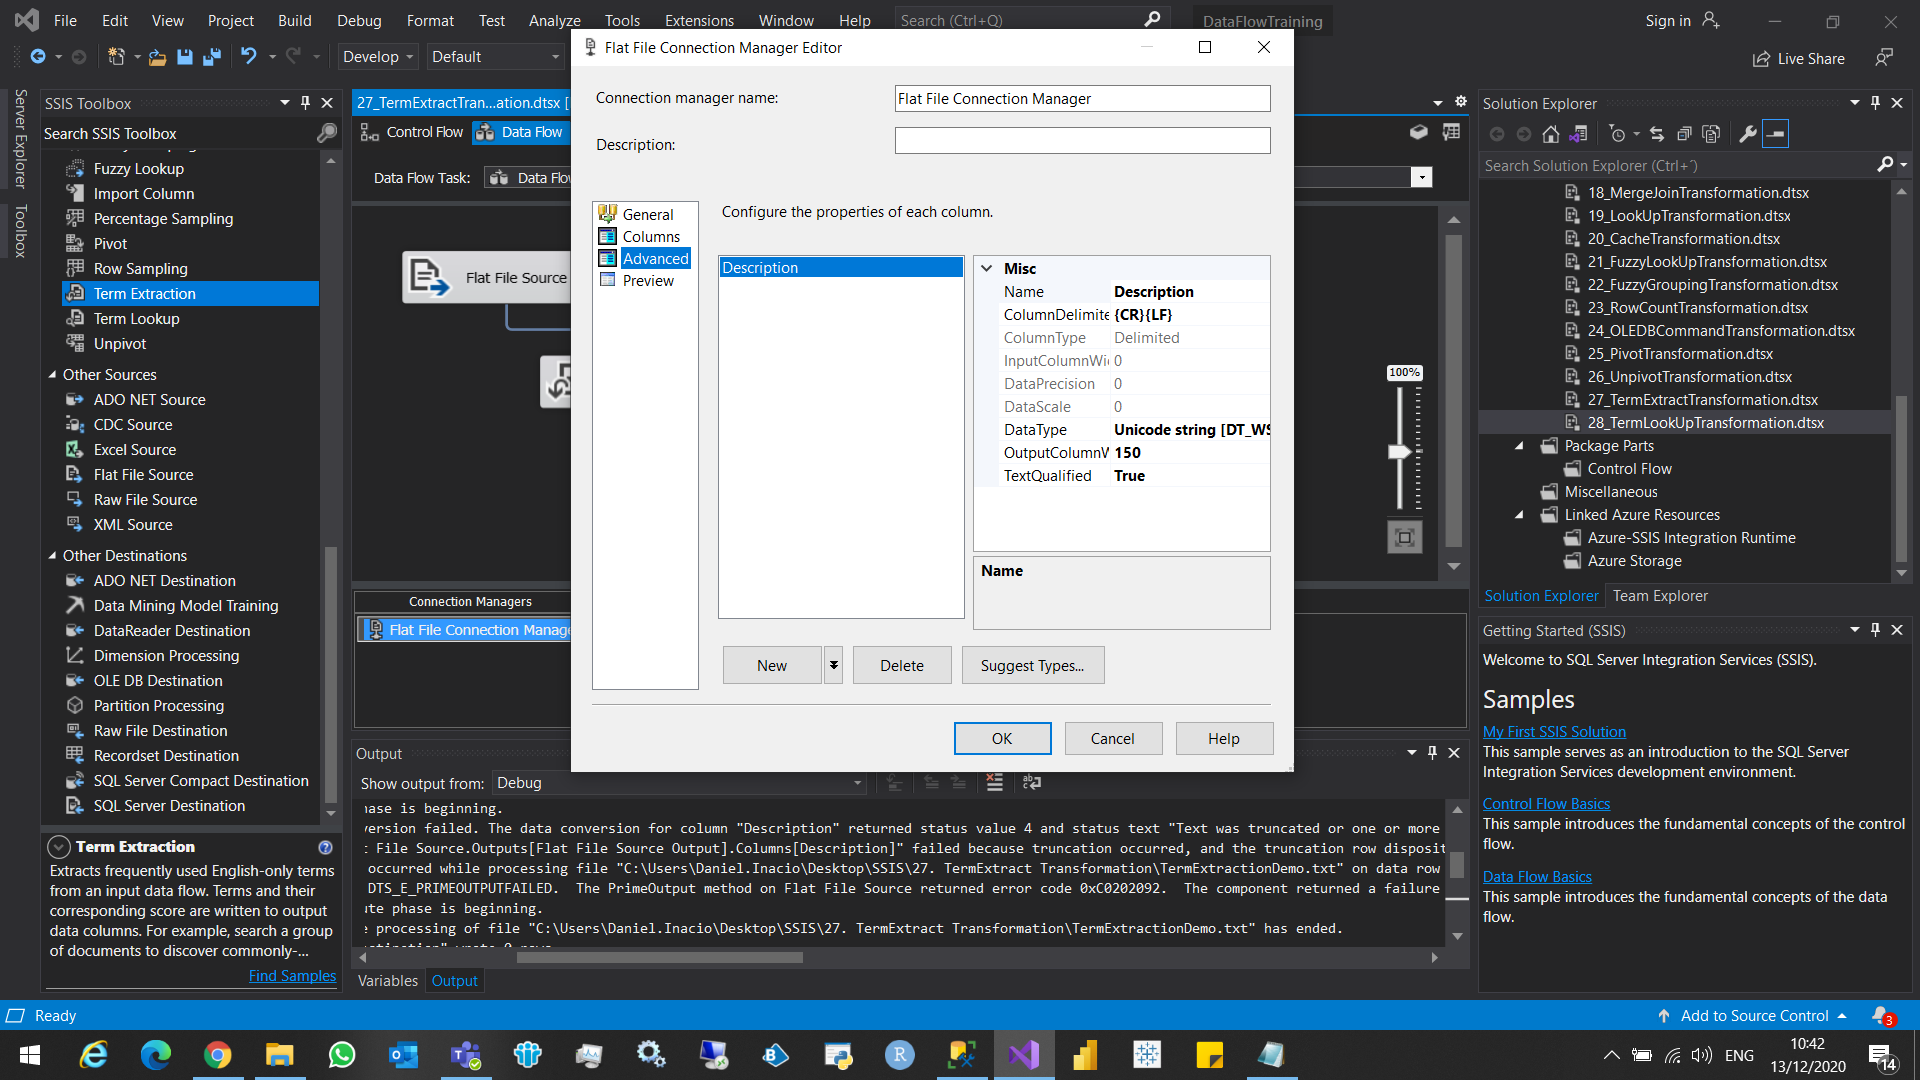 File Edit View Project Build Debug Format Test Analyze Tools Extensions Window Help Search (Ctrl+Q) DataFlowTraining Sign in
Develop Default Live Share
Server Explorer
Toolbox
SSIS Toolbox
Search SSIS Toolbox
Fuzzy Lookup
Import Column
Percentage Sampling
Pivot
Row Sampling
Term Extraction
Term Lookup
Unpivot
Other Sources
ADO NET Source
CDC Source
Excel Source
Flat File Source
Raw File Source
XML Source
Other Destinations
ADO NET Destination
Data Mining Model Training
DataReader Destination
Dimension Processing
OLE DB Destination
Partition Processing
Raw File Destination
Recordset Destination
SQL Server Compact Destination
SQL Server Destination
Term Extraction
Extracts frequently used English-only terms
from an input data flow. Terms and their
corresponding score are written to output
data columns. For example, search a group
of documents to discover commonly-...
Find Samples
27_TermExtractTran...ation.dtsx [
Control Flow Data Flow
Data Flow Task: Data Flo
Flat File Source
100%
Connection Managers
Flat File Connection Manage
Flat File Connection Manager Editor
Connection manager name: Flat File Connection Manager
Description:
General
Columns
Advanced
Preview
Configure the properties of each column.
Description
Misc
Name Description
ColumnDelimite {CR}{LF}
ColumnType Delimited
InputColumnWi 0
DataPrecision 0
DataScale 0
DataType Unicode string [DT_WS
OutputColumnW 150
TextQualified True
Name
New Delete Suggest Types...
OK Cancel Help
Output
Show output from: Debug
hase is beginning.
version failed. The data conversion for column "Description" returned status value 4 and status text "Text was truncated or one or more
: File Source.Outputs[Flat File Source Output].Columns[Description]" failed because truncation occurred, and the truncation row disposit
occurred while processing file "C:\Users\Daniel.Inacio\Desktop\SSIS\27. TermExtract Transformation\TermExtractionDemo.txt" on data row
DTS_E_PRIMEOUTPUTFAILED. The PrimeOutput method on Flat File Source returned error code 0xC0202092. The component returned a failure
ute phase is beginning.
e processing of file "C:\Users\Daniel.Inacio\Desktop\SSIS\27. TermExtract Transformation\TermExtractionDemo.txt" has ended.
Variables Output
Solution Explorer
Search Solution Explorer (Ctrl+´)
18_MergeJoinTransformation.dtsx
19_LookUpTransformation.dtsx
20_CacheTransformation.dtsx
21_FuzzyLookUpTransformation.dtsx
22_FuzzyGroupingTransformation.dtsx
23_RowCountTransformation.dtsx
24_OLEDBCommandTransformation.dtsx
25_PivotTransformation.dtsx
26_UnpivotTransformation.dtsx
27_TermExtractTransformation.dtsx
28_TermLookUpTransformation.dtsx
Package Parts
Control Flow
Miscellaneous
Linked Azure Resources
Azure-SSIS Integration Runtime
Azure Storage
Solution Explorer Team Explorer
Getting Started (SSIS)
Welcome to SQL Server Integration Services (SSIS).
Samples
My First SSIS Solution
This sample serves as an introduction to the SQL Server
Integration Services development environment.
Control Flow Basics
This sample introduces the fundamental concepts of the control
flow.
Data Flow Basics
This sample introduces the fundamental concepts of the data
flow.
Ready Add to Source Control 3
ENG 10:42
13/12/2020
14